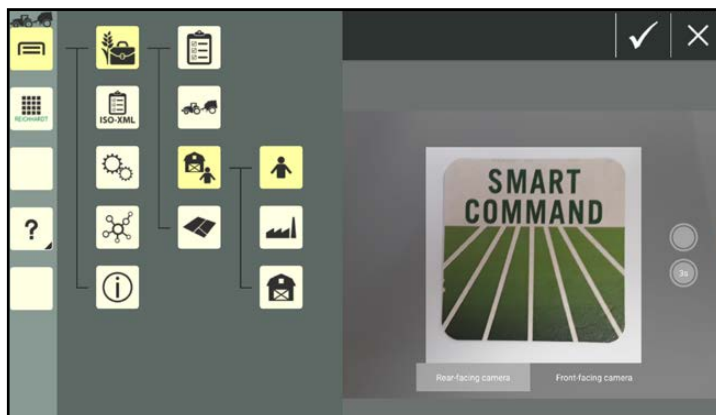 REICHHARDT
ISO-XML
?
SMART
COMMAND
3s
Rear-facing camera
Front-facing camera